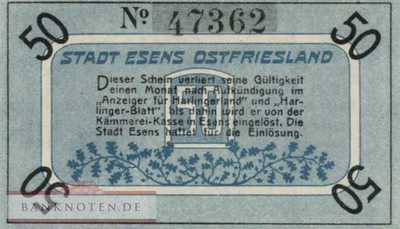 50 № 47362 50
STADT ESENS OSTFRIESLAND
Dieser Schein verliert seine Gültigkeit
einen Monat nach Aufkündigung im
„Anzeiger für Harlingerland" und „Har-
linger-Blatt", bis dahin wird er von der
Kämmerei-Kasse in Esens eingelöst. Die
Stadt Esens haftet für die Einlösung.
50
50 50
BANKNOTEN.DE